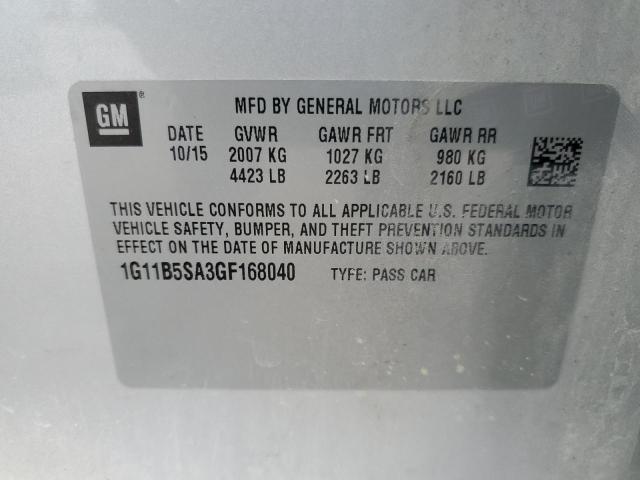 GM ®
MFD BY GENERAL MOTORS LLC
DATE GVWR GAWR FRT GAWR RR
10/15 2007 KG 1027 KG 980 KG
4423 LB 2263 LB 2160 LB
THIS VEHICLE CONFORMS TO ALL APPLICABLE U.S. FEDERAL MOTOR
VEHICLE SAFETY, BUMPER, AND THEFT PREVENTION STANDARDS IN
EFFECT ON THE DATE OF MANUFACTURE SHOWN ABOVE.
1G11B5SA3GF168040 TYPE: PASS CAR